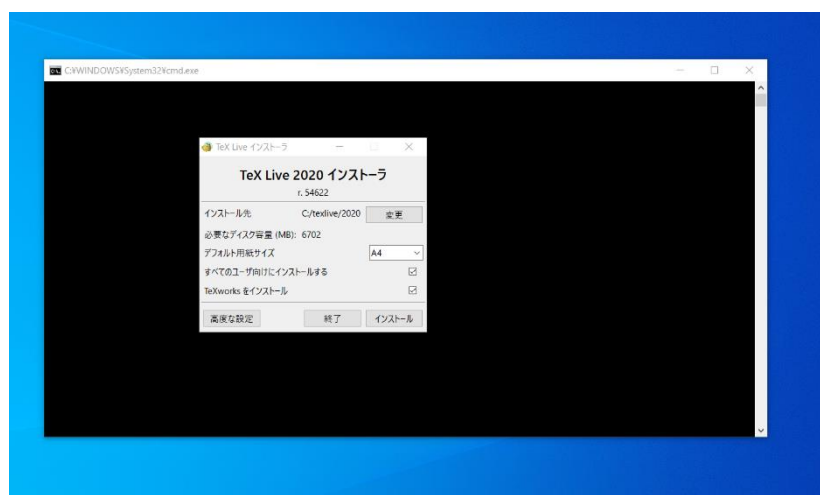 C:¥WINDOWS¥System32¥cmd.exe
TeX Live インストーラ
TeX Live 2020 インストーラ
r. 54622
インストール先 C:/texlive/2020 変更
必要なディスク容量 (MB): 6702
デフォルト用紙サイズ A4
すべてのユーザ向けにインストールする
TeXworks をインストール
高度な設定 終了 インストール